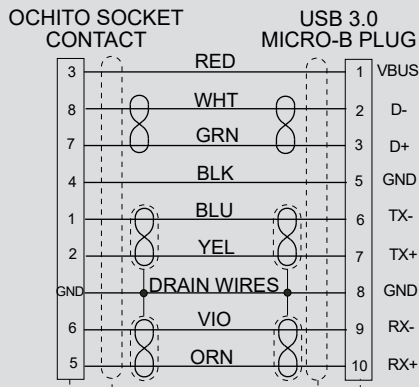 OCHITO SOCKET CONTACT
USB 3.0 MICRO-B PLUG
3 RED 1 VBUS
8 WHT 2 D-
7 GRN 3 D+
4 BLK 5 GND
1 BLU 6 TX-
2 YEL 7 TX+
GND DRAIN WIRES 8 GND
6 VIO 9 RX-
5 ORN 10 RX+